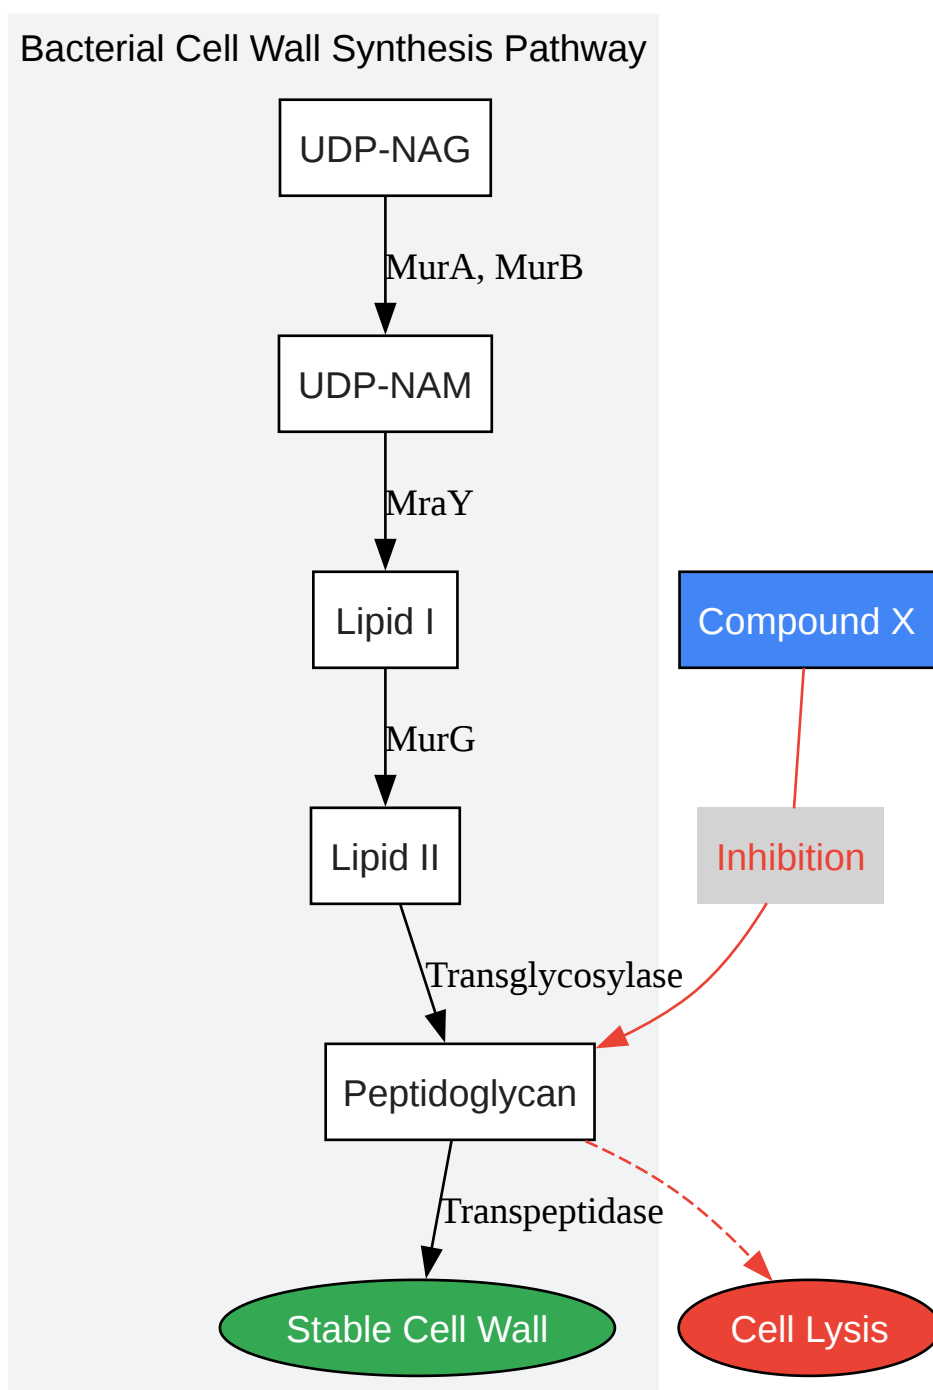 Bacterial Cell Wall Synthesis Pathway
UDP-NAG
MurA, MurB
UDP-NAM
MraY
Lipid I
Compound X
MurG
Lipid II
Inhibition
Transglycosylase
Peptidoglycan
Transpeptidase
Stable Cell Wall
Cell Lysis